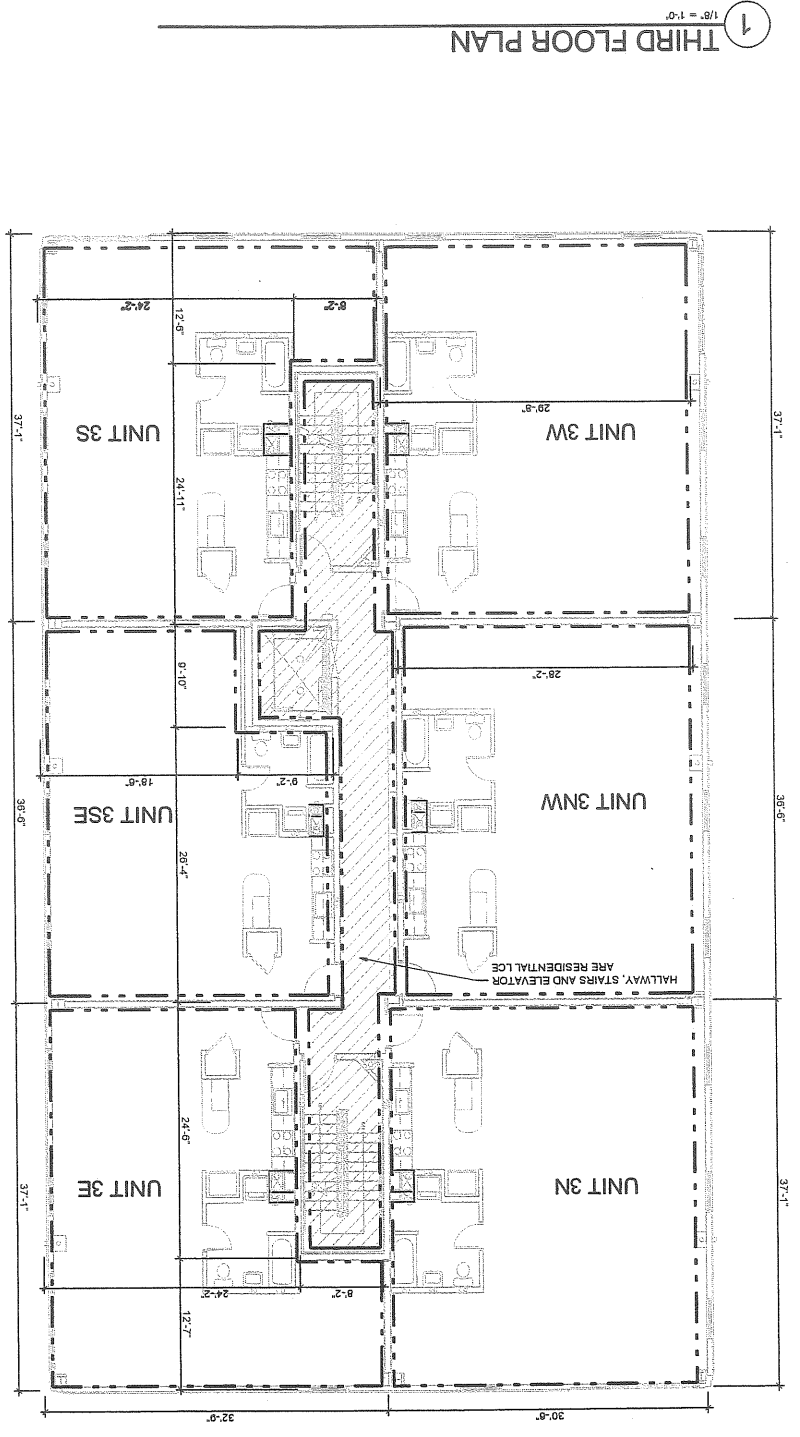 30'-6"
32'-9"
37'-1"
12'-7"
8'-2"
24'-2"
UNIT 3N
UNIT 3E
37'-1"
24'-6"
HALLWAY, STAIRS AND ELEVATOR
ARE RESIDENTIAL LCE
36'-6"
26'-4"
UNIT 3NW
UNIT 3SE
36'-6"
9'-2"
18'-6"
28'-2"
9'-10"
37'-1"
24'-11"
UNIT 3W
UNIT 3S
37'-1"
29'-8"
12'-6"
8'-2"
24'-2"
1
THIRD FLOOR PLAN
1/8" = 1'-0"